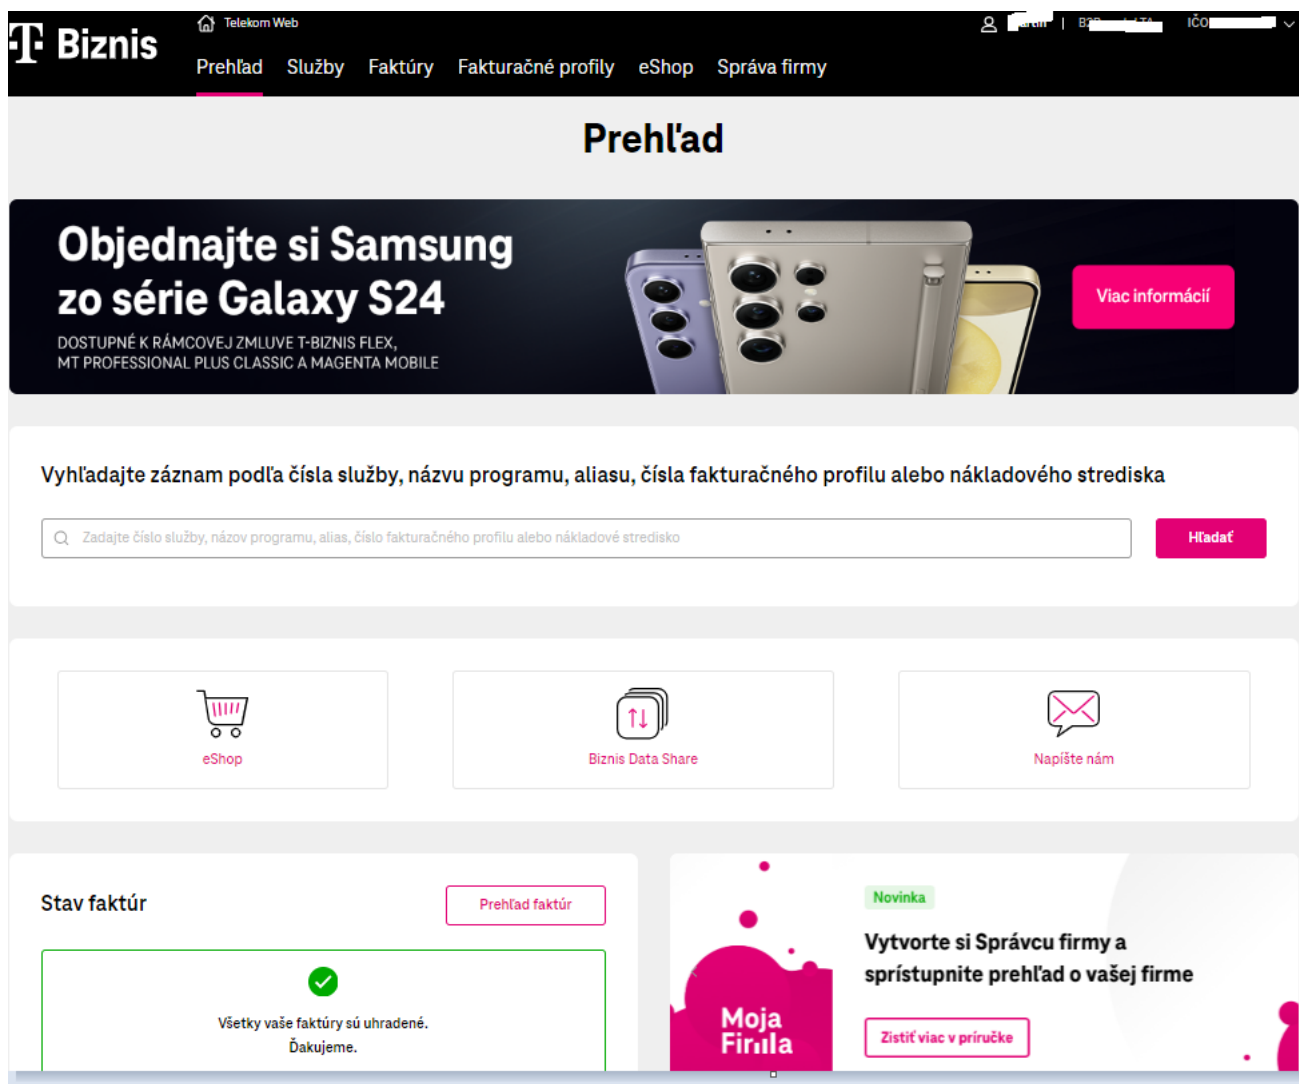 T Biznis
Telekom Web
| IČO
Prehľad Služby Faktúry Fakturačné profily eShop Správa firmy
Prehľad
Objednajte si Samsung
zo série Galaxy S24
DOSTUPNÉ K RÁMCOVEJ ZMLUVE T-BIZNIS FLEX,
MT PROFESSIONAL PLUS CLASSIC A MAGENTA MOBILE
Viac informácií
Vyhľadajte záznam podľa čísla služby, názvu programu, aliasu, čísla fakturačného profilu alebo nákladového strediska
Zadajte číslo služby, názov programu, alias, číslo fakturačného profilu alebo nákladové stredisko
Hľadať
eShop
Biznis Data Share
Napíšte nám
Stav faktúr
Prehľad faktúr
Všetky vaše faktúry sú uhradené.
Ďakujeme.
Moja
Firma
Novinka
Vytvorte si Správcu firmy a
sprístupnite prehľad o vašej firme
Zistiť viac v príručke